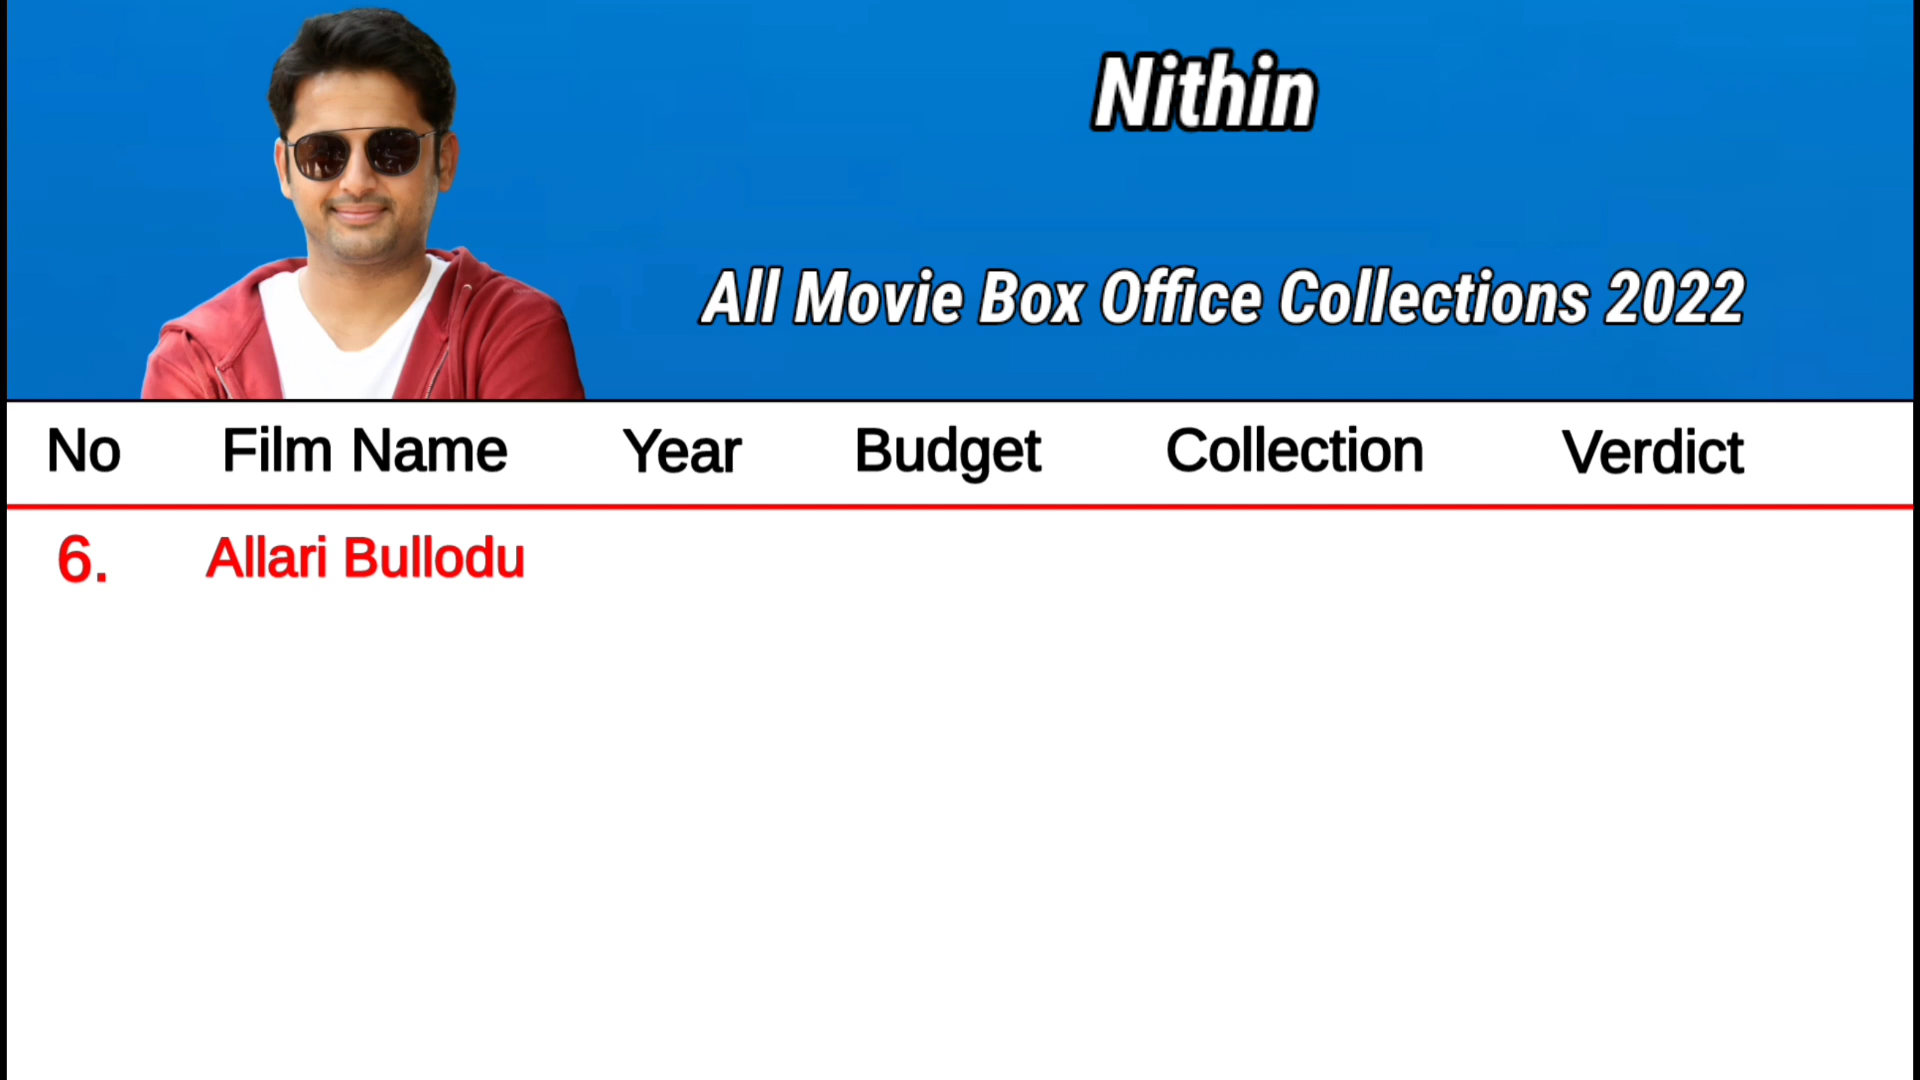 Nithin
All Movie Box Office Collections 2022
No Film Name Year Budget Collection Verdict
6. Allari Bullodu